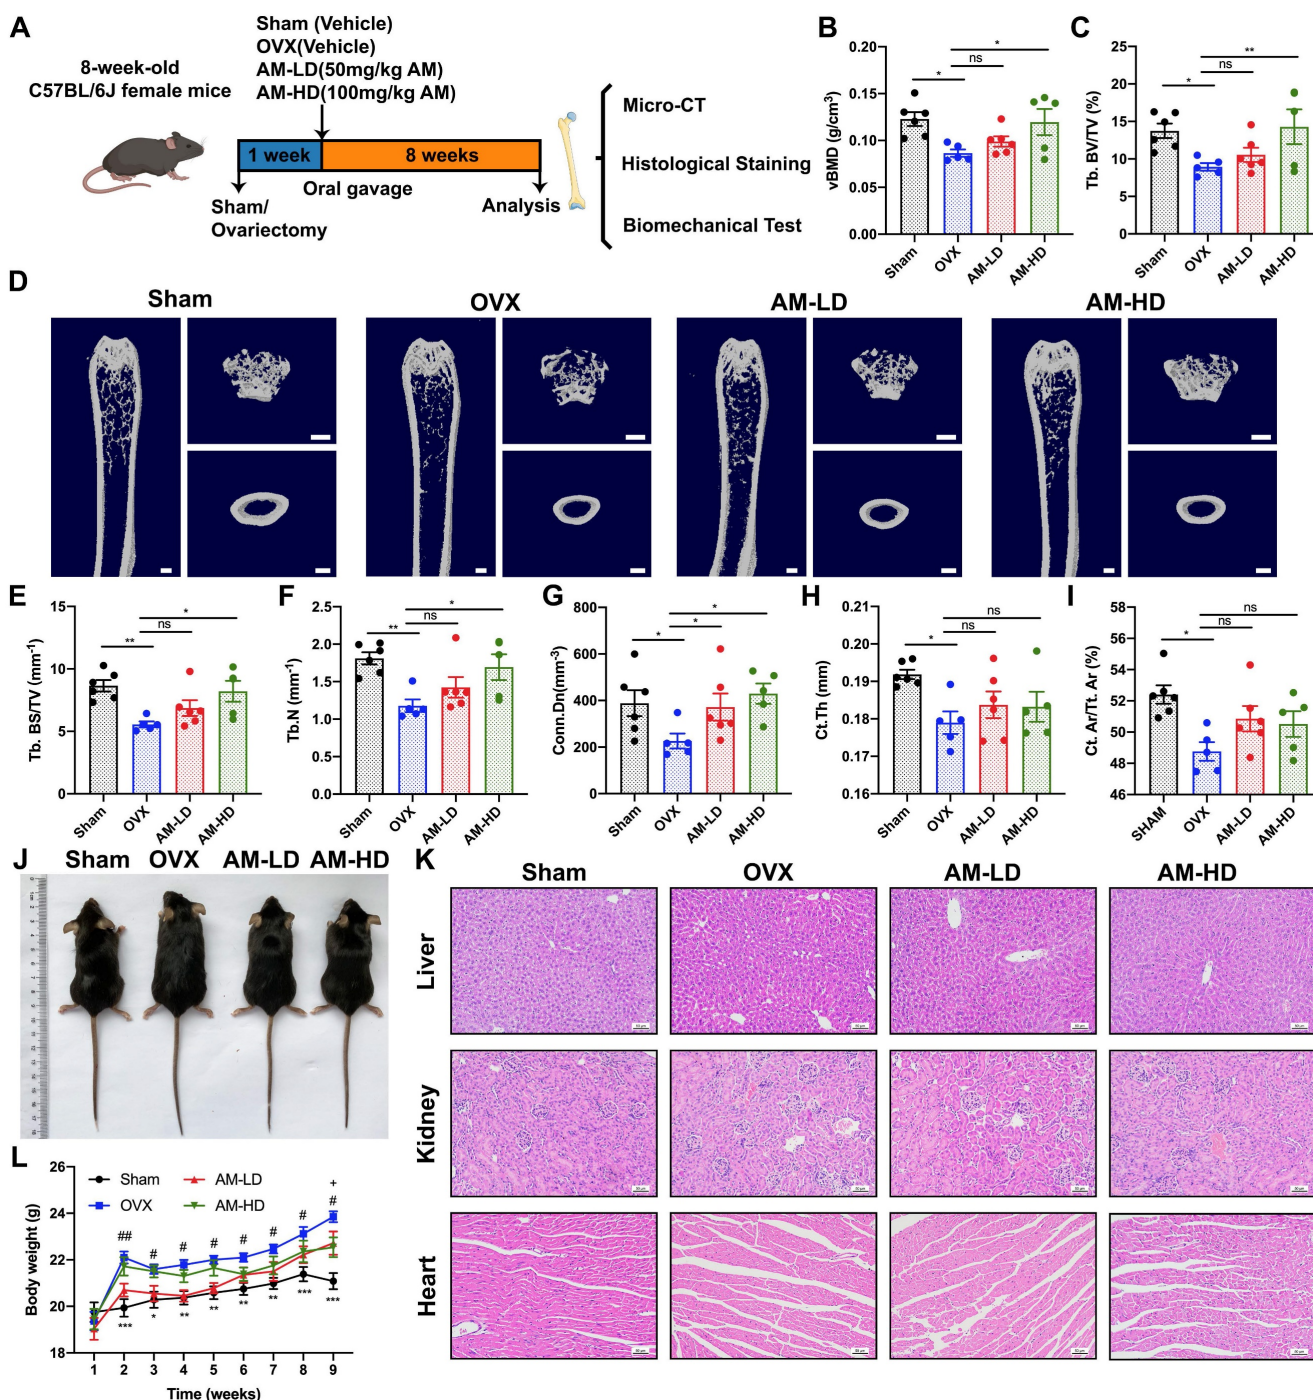 A
Sham (Vehicle)
OVX(Vehicle)
AM-LD(50mg/kg AM)
AM-HD(100mg/kg AM)
8-week-old
C57BL/6J female mice
1 week
8 weeks
Oral gavage
Sham/
Ovariectomy
Analysis
Micro-CT
Histological Staining
Biomechanical Test
B
vBMD (g/cm³)
0.20
0.15
0.10
0.05
0.00
*
ns
*
Sham
OVX
AM-LD
AM-HD
C
Tb. BV/TV (%)
25
20
15
10
5
0
**
ns
*
Sham
OVX
AM-LD
AM-HD
D
Sham
OVX
AM-LD
AM-HD
E
Tb. BS/TV (mm⁻¹)
15
10
5
0
*
ns
**
Sham
OVX
AM-LD
AM-HD
F
Tb.N (mm⁻¹)
2.5
2.0
1.5
1.0
0.5
0.0
*
ns
**
Sham
OVX
AM-LD
AM-HD
G
Conn.Dn(mm⁻³)
800
600
400
200
0
*
*
*
Sham
OVX
AM-LD
AM-HD
H
Ct.Th (mm)
0.21
0.20
0.19
0.18
0.17
0.16
ns
ns
*
Sham
OVX
AM-LD
AM-HD
I
Ct. Ar/Tt. Ar (%)
58
56
54
52
50
48
46
ns
ns
*
SHAM
OVX
AM-LD
AM-HD
J
Sham OVX AM-LD AM-HD
K
Sham
OVX
AM-LD
AM-HD
Liver
Kidney
Heart
L
Body weight (g)
26
24
22
20
18
Sham
AM-LD
OVX
AM-HD
+
## # # # # # # #
*** * ** ** ** ** *** ***
1 2 3 4 5 6 7 8 9
Time (weeks)